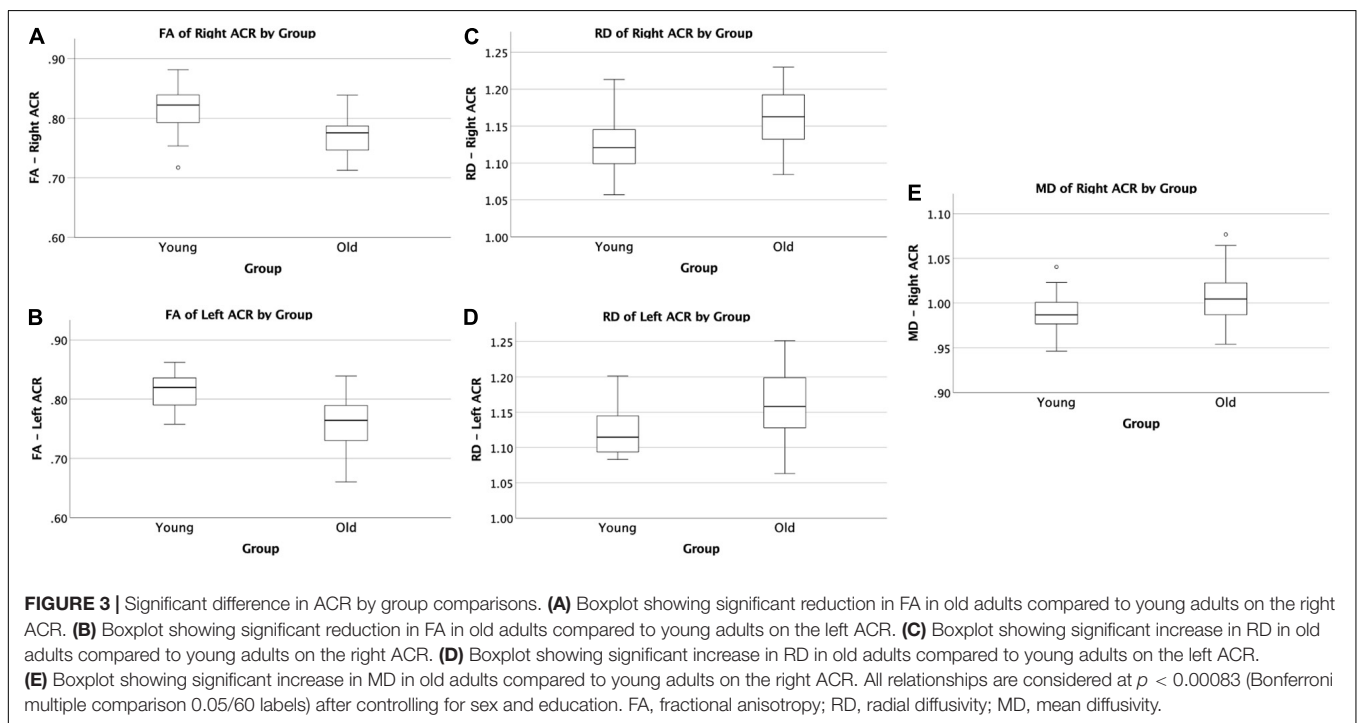 A
FA of Right ACR by Group
.90
.80
.70
.60
FA – Right ACR
Young
Old
Group
B
FA of Left ACR by Group
.90
.80
.70
.60
FA – Left ACR
Young
Old
Group
C
RD of Right ACR by Group
1.25
1.20
1.15
1.10
1.05
1.00
RD – Right ACR
Young
Old
Group
D
RD of Left ACR by Group
1.25
1.20
1.15
1.10
1.05
1.00
RD – Left ACR
Young
Old
Group
E
MD of Right ACR by Group
1.10
1.05
1.00
.95
.90
MD – Right ACR
Young
Old
Group
FIGURE 3 | Significant difference in ACR by group comparisons. (A) Boxplot showing significant reduction in FA in old adults compared to young adults on the right
ACR. (B) Boxplot showing significant reduction in FA in old adults compared to young adults on the left ACR. (C) Boxplot showing significant increase in RD in old
adults compared to young adults on the right ACR. (D) Boxplot showing significant increase in RD in old adults compared to young adults on the left ACR.
(E) Boxplot showing significant increase in MD in old adults compared to young adults on the right ACR. All relationships are considered at p < 0.00083 (Bonferroni
multiple comparison 0.05/60 labels) after controlling for sex and education. FA, fractional anisotropy; RD, radial diffusivity; MD, mean diffusivity.